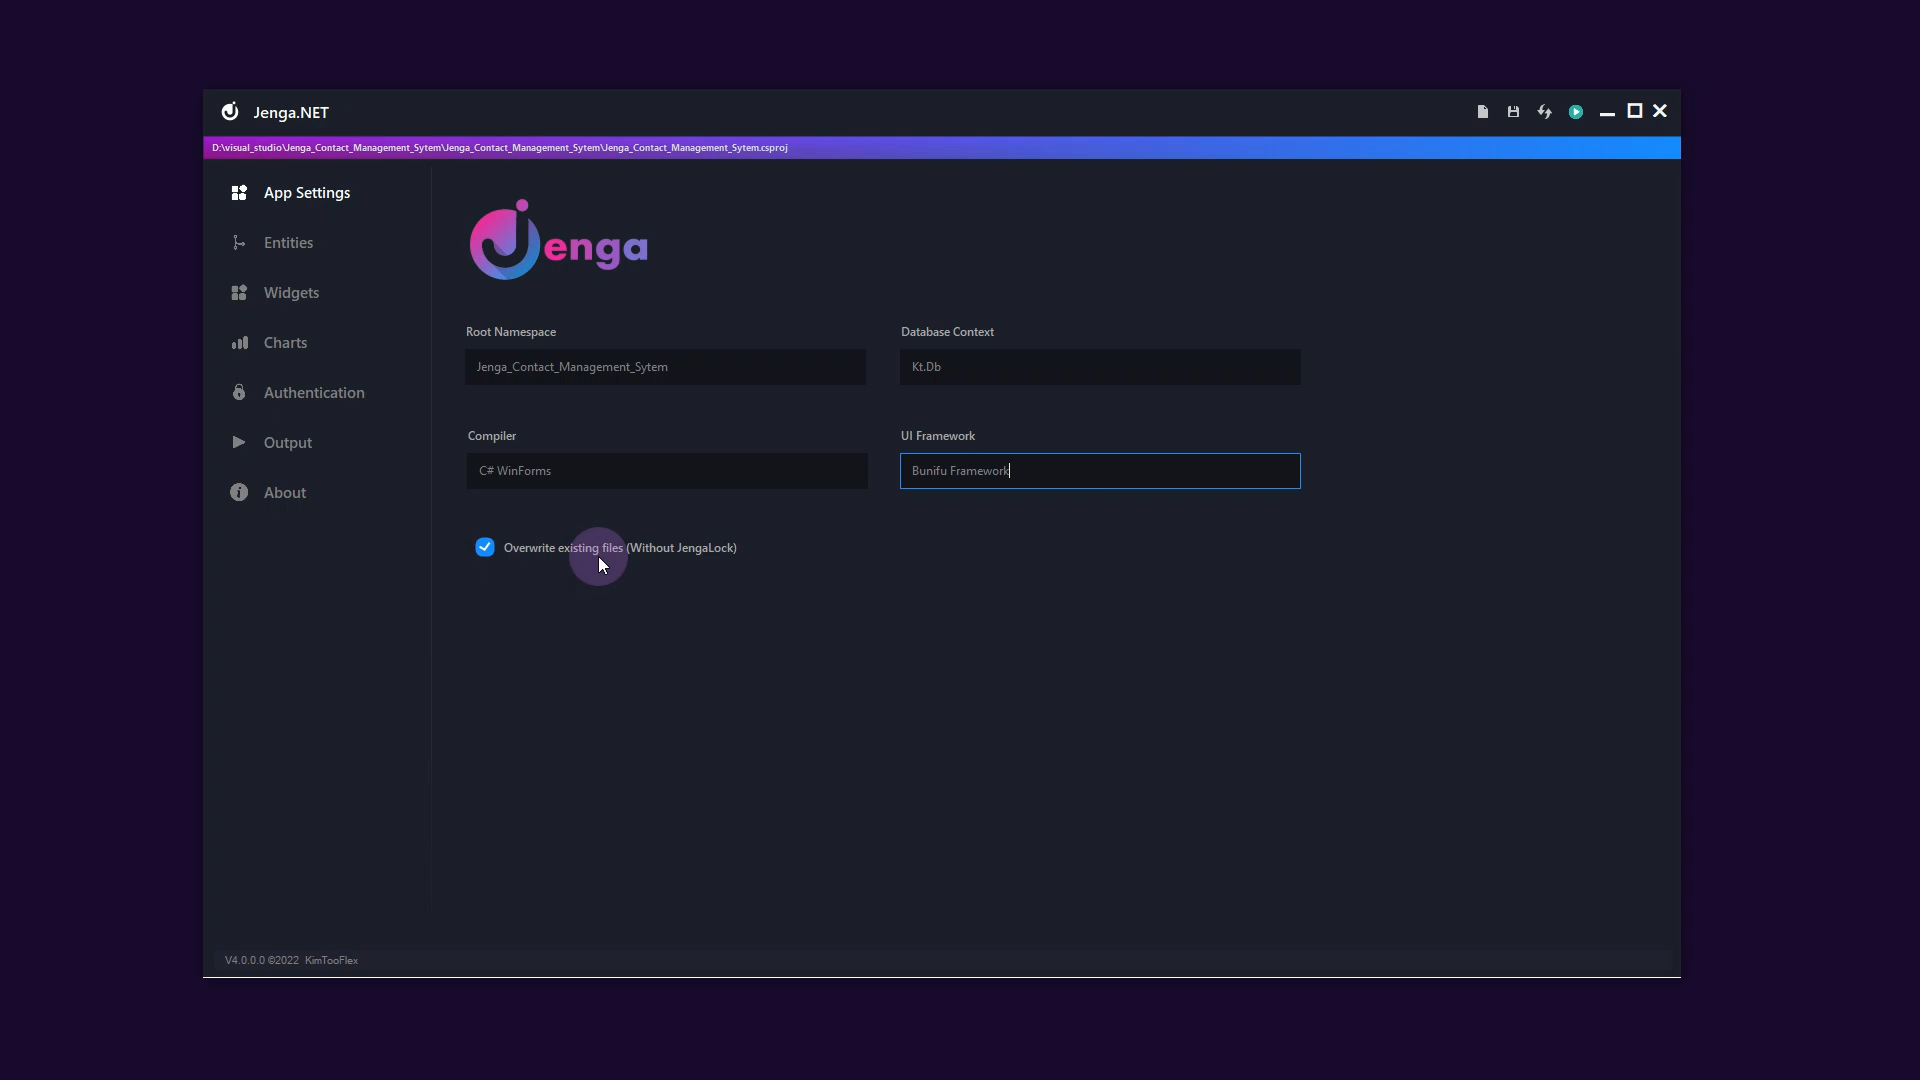 Jenga.NET
D:\visual_studio\Jenga_Contact_Management_Sytem\Jenga_Contact_Management_Sytem\Jenga_Contact_Management_Sytem.csproj
App Settings
Entities
Widgets
Charts
Authentication
Output
About
Jenga
Root Namespace
Jenga_Contact_Management_Sytem
Database Context
Kt.Db
Compiler
C# WinForms
UI Framework
Bunifu Framework
Overwrite existing files (Without JengaLock)
V4.0.0.0 ©2022 KimTooFlex